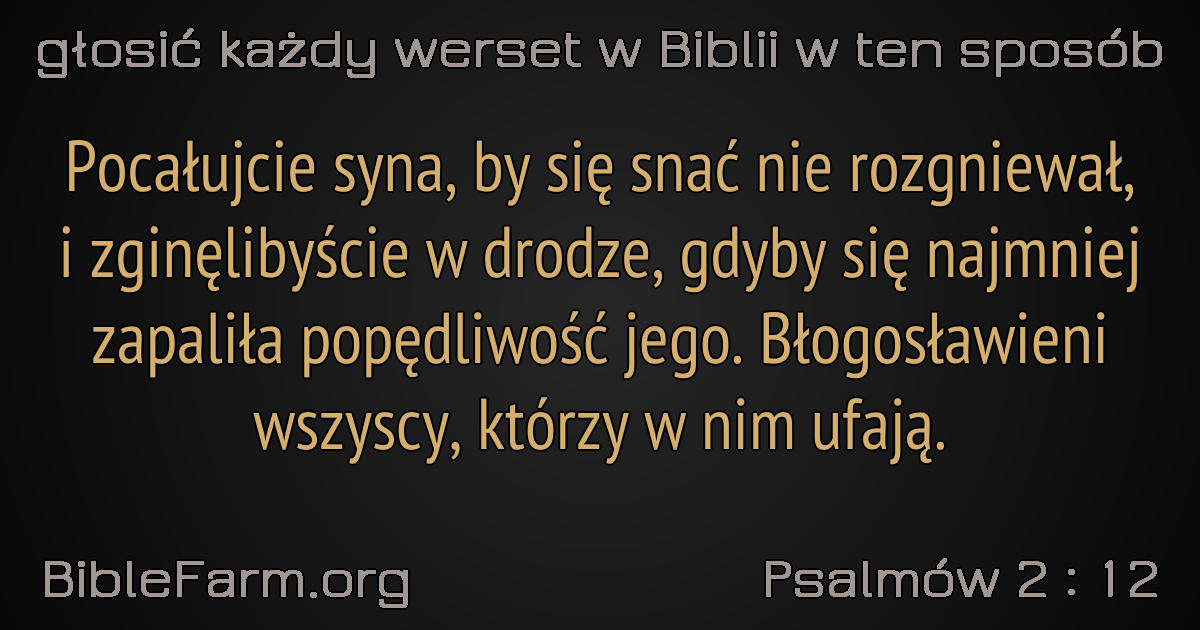 głosić każdy werset w Biblii w ten sposób
Pocałujcie syna, by się snać nie rozgniewał,
i zginęlibyście w drodze, gdyby się najmniej
zapaliła popędliwość jego. Błogosławieni
wszyscy, którzy w nim ufają.
BibleFarm.org
Psalmów 2 : 12